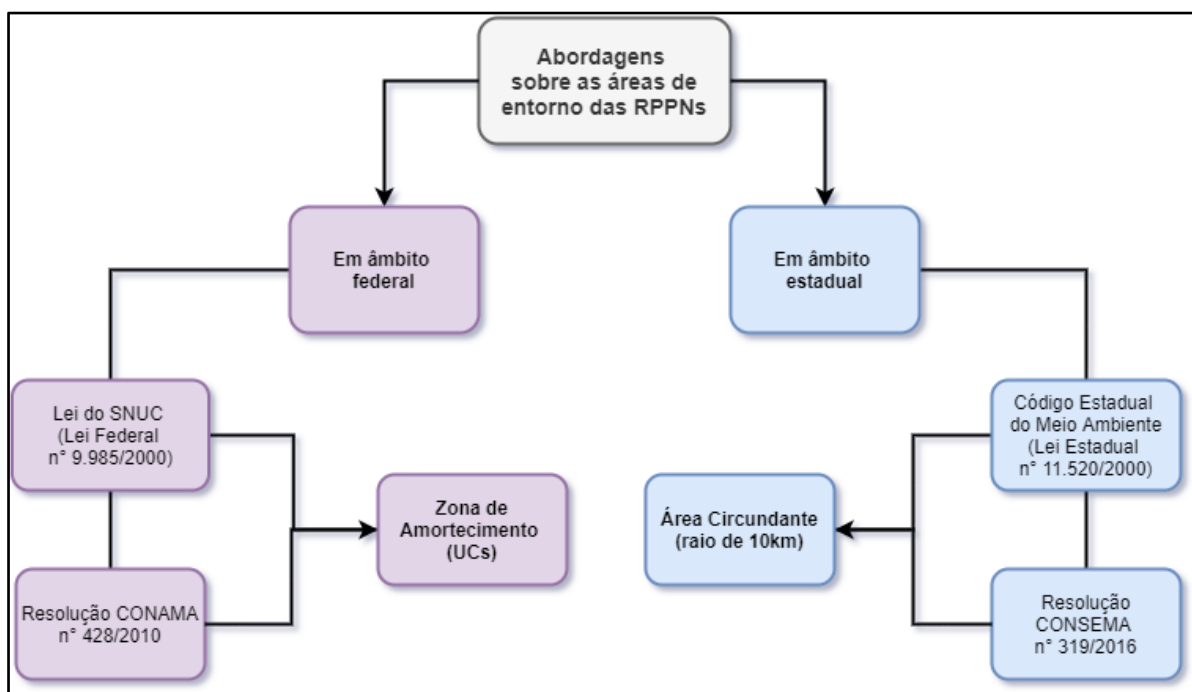 Abordagens
sobre as áreas de
entorno das RPPNs
Em âmbito
federal
Em âmbito
estadual
Lei do SNUC
(Lei Federal
n° 9.985/2000)
Código Estadual
do Meio Ambiente
(Lei Estadual
n° 11.520/2000)
Zona de
Amortecimento
(UCs)
Área Circundante
(raio de 10km)
Resolução CONAMA
n° 428/2010
Resolução
CONSEMA
n° 319/2016